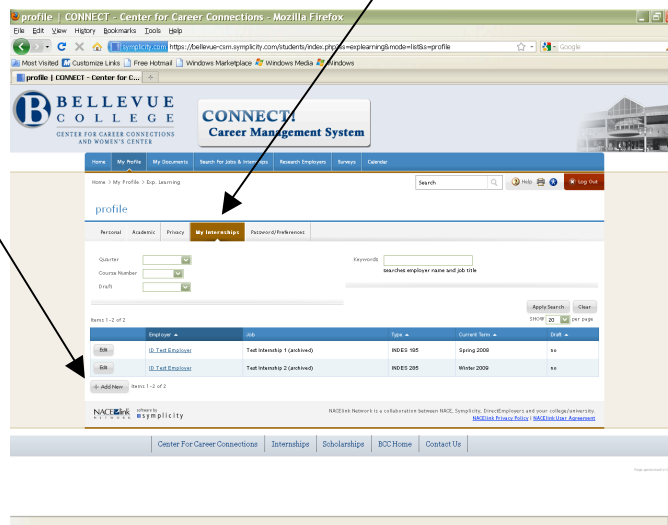 profile | CONNECT - Center for Career Connections - Mozilla Firefox
File Edit View History Bookmarks Tools Help
symplicity.com https://bellevue-csm.symplicity.com/students/index.php?ss=explearning&mode=list&s=profile Google
Most Visited Customize Links Free Hotmail Windows Marketplace Windows Media Windows
profile | CONNECT - Center for C...
BELLEVUE
COLLEGE
CENTER FOR CAREER CONNECTIONS
AND WOMEN'S CENTER
CONNECT!
Career Management System
Home My Profile My Documents Search For Jobs & Internships Research Employers Surveys Calendar
Home > My Profile > Exp. Learning Search Help Log Out
profile
Personal Academic Privacy My Internships Password/Preferences
Quarter Keywords
searches employer name and job title
Course Number
Draft
Apply Search Clear
Items 1-2 of 2 SHOW 20 per page
Employer Job Type Current Term Draft
Edit ID Test Employer Test Internship 1 (archived) INDES 185 Spring 2008 no
Edit ID Test Employer Test Internship 2 (archived) INDES 285 Winter 2009 no
+ Add New Items 1-2 of 2
NACElink NETWORK software by symplicity
NACElink Network is a collaboration between NACE, Symplicity, DirectEmployers and your college/university.
NACElink Privacy Policy | NACElink User Agreement
Center For Career Connections Internships Scholarships BCC Home Contact Us